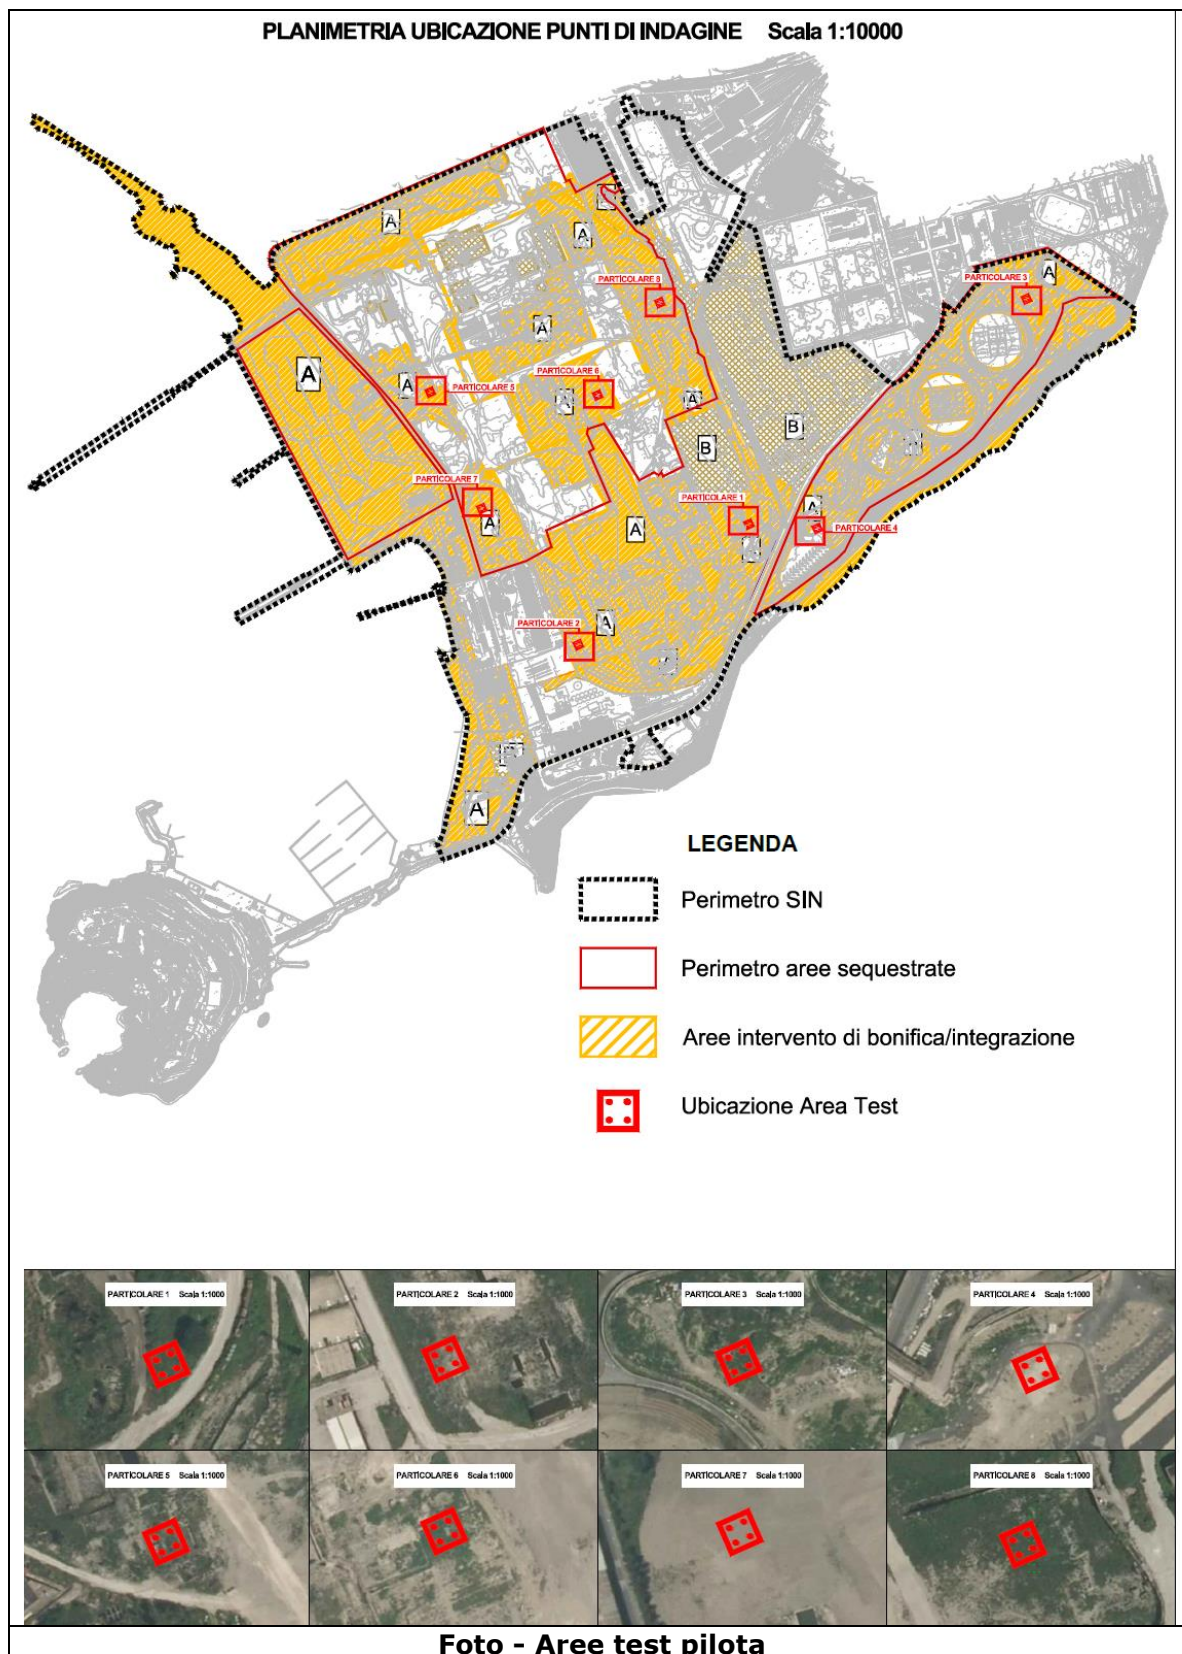 PLANIMETRIA UBICAZIONE PUNTI DI INDAGINE Scala 1:10000
PARTICOLARE 3
A
A
A
PARTICOLARE 8
A
A
A
PARTICOLARE 5
PARTICOLARE 6
A
A
B
B
PARTICOLARE 7
A
PARTICOLARE 1
A
A
PARTICOLARE 4
PARTICOLARE 2
A
A
LEGENDA
Perimetro SIN
Perimetro aree sequestrate
Aree intervento di bonifica/integrazione
Ubicazione Area Test
PARTICOLARE 1 Scala 1:1000
PARTICOLARE 2 Scala 1:1000
PARTICOLARE 3 Scala 1:1000
PARTICOLARE 4 Scala 1:1000
PARTICOLARE 5 Scala 1:1000
PARTICOLARE 6 Scala 1:1000
PARTICOLARE 7 Scala 1:1000
PARTICOLARE 8 Scala 1:1000
Foto - Aree test pilota